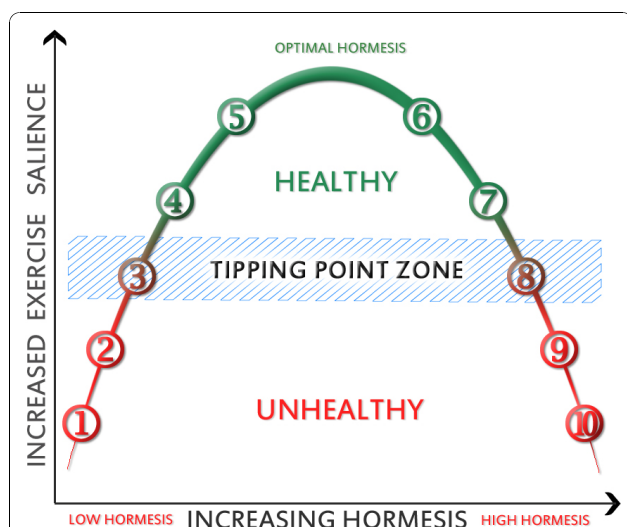 OPTIMAL HORMESIS
5
6
HEALTHY
4
7
TIPPING POINT ZONE
3
8
2
9
UNHEALTHY
1
10
INCREASED EXERCISE SALIENCE
LOW HORMESIS
INCREASING HORMESIS
HIGH HORMESIS